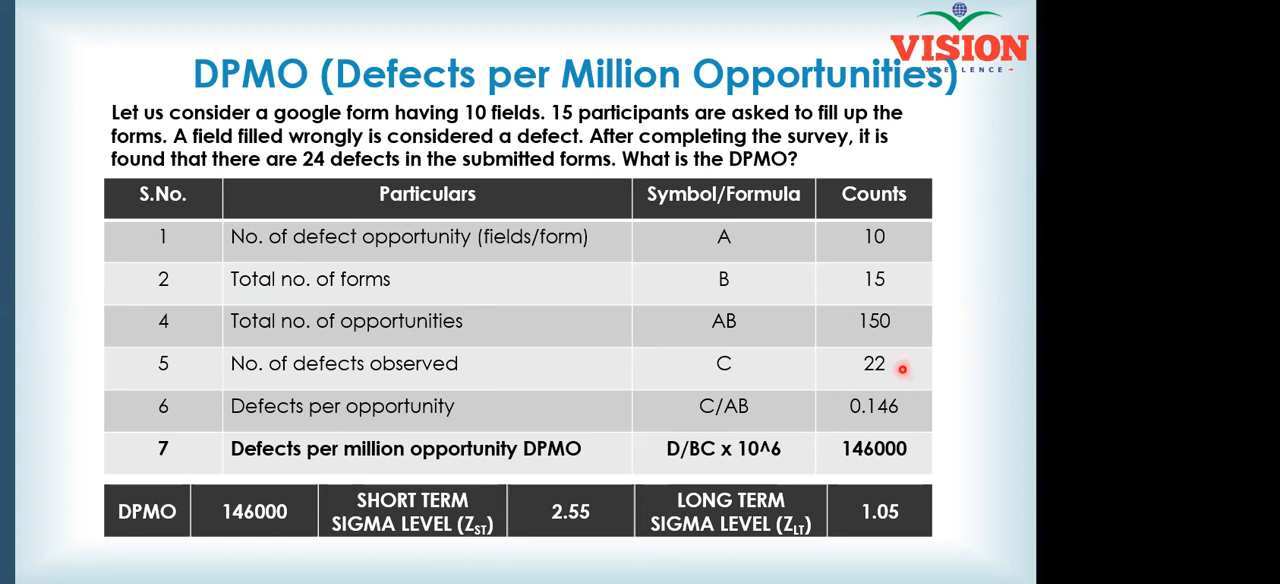 VISION
EXCELLENCE
DPMO (Defects per Million Opportunities)
Let us consider a google form having 10 fields. 15 participants are asked to fill up the
forms. A field filled wrongly is considered a defect. After completing the survey, it is
found that there are 24 defects in the submitted forms. What is the DPMO?
S.No. Particulars Symbol/Formula Counts
1 No. of defect opportunity (fields/form) A 10
2 Total no. of forms B 15
4 Total no. of opportunities AB 150
5 No. of defects observed C 22
6 Defects per opportunity C/AB 0.146
7 Defects per million opportunity DPMO D/BC x 10^6 146000
DPMO 146000 SHORT TERM SIGMA LEVEL (ZST) 2.55 LONG TERM SIGMA LEVEL (ZLT) 1.05